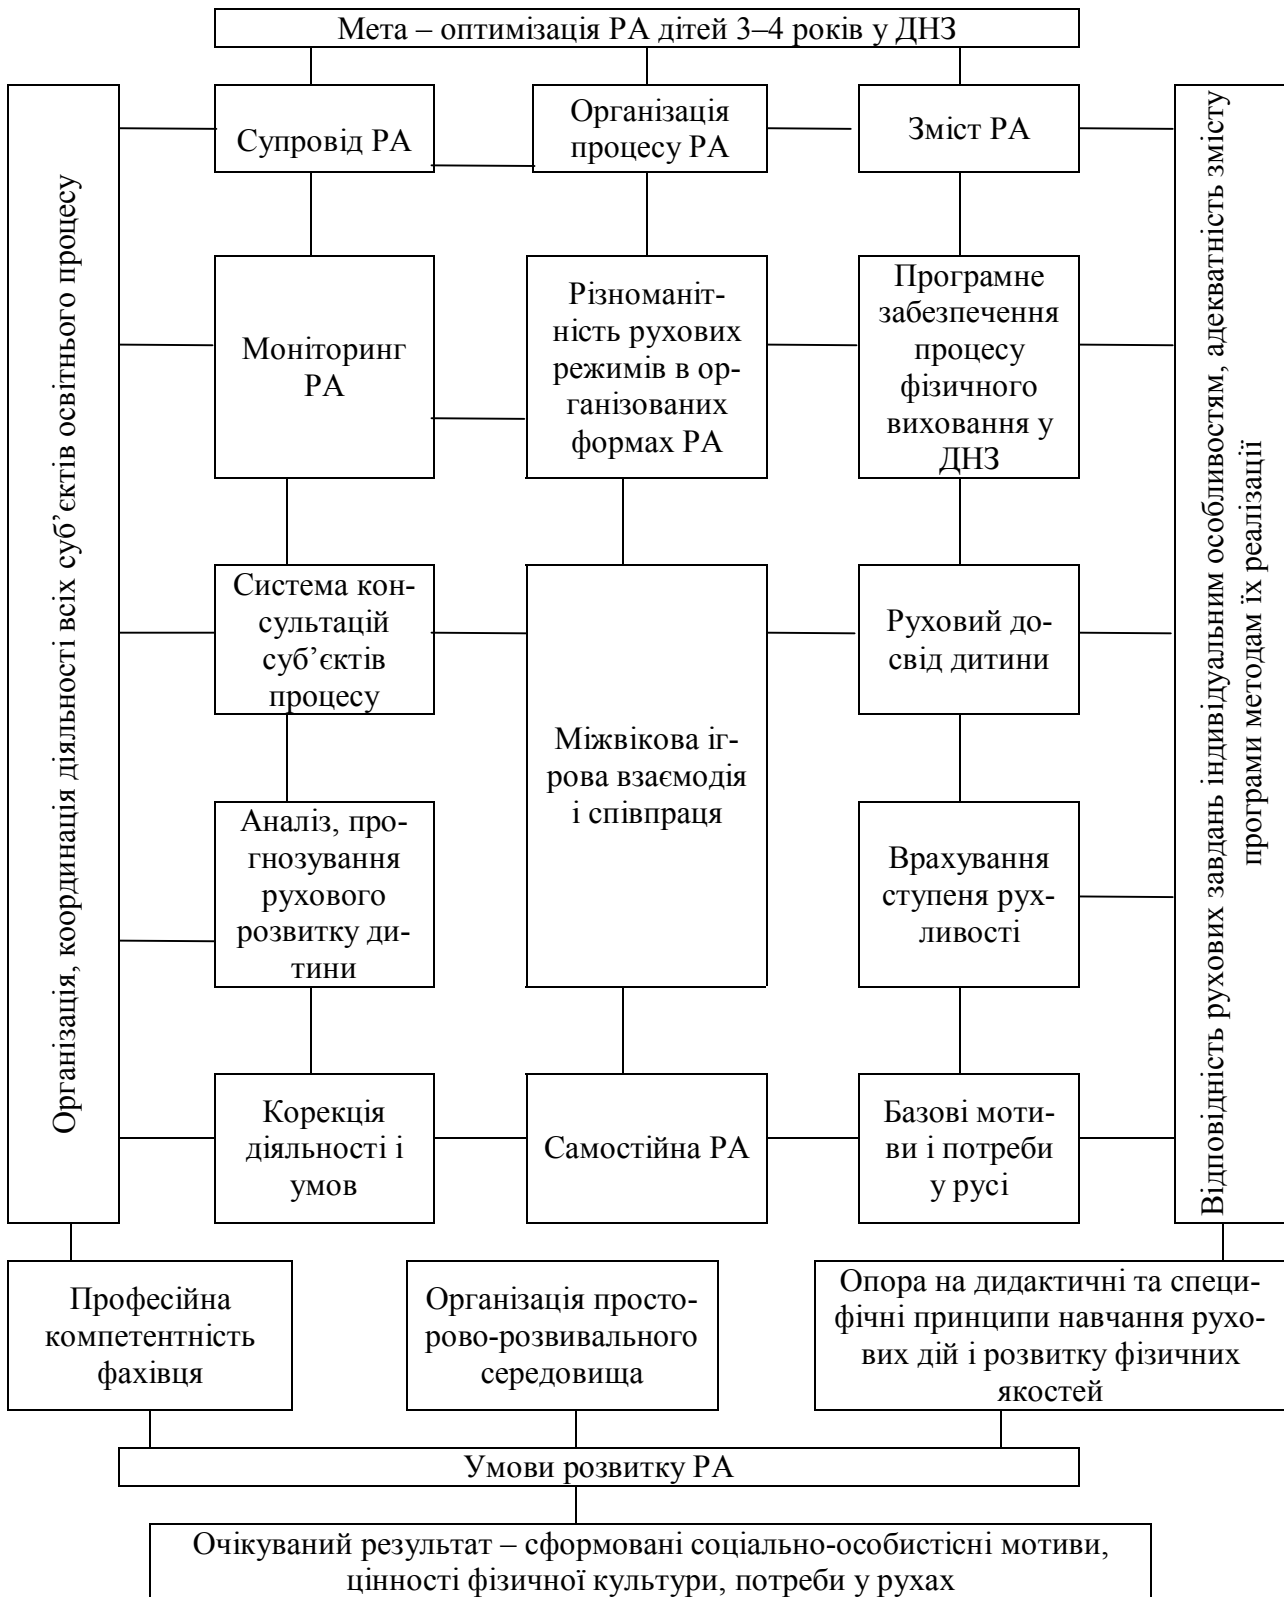 Мета – оптимізація РА дітей 3–4 років у ДНЗ
Організація, координація діяльності всіх суб’єктів освітнього процесу
Супровід РА
Організація
процесу РА
Зміст РА
Моніторинг
РА
Різноманіт-
ність рухових
режимів в ор-
ганізованих
формах РА
Програмне
забезпечення
процесу
фізичного
виховання у
ДНЗ
Система кон-
сультацій
суб’єктів
процесу
Міжвікова іг-
рова взаємодія
і співпраця
Руховий до-
свід дитини
Аналіз, про-
гнозування
рухового
розвитку ди-
тини
Врахування
ступеня рух-
ливості
Корекція
діяльності і
умов
Самостійна РА
Базові моти-
ви і потреби
у русі
Відповідність рухових завдань індивідуальним особливостям, адекватність змісту
програми методам їх реалізації
Професійна
компетентність
фахівця
Організація просто-
рово-розвивального
середовища
Опора на дидактичні та специ-
фічні принципи навчання рухо-
вих дій і розвитку фізичних
якостей
Умови розвитку РА
Очікуваний результат – сформовані соціально-особистісні мотиви,
цінності фізичної культури, потреби у рухах